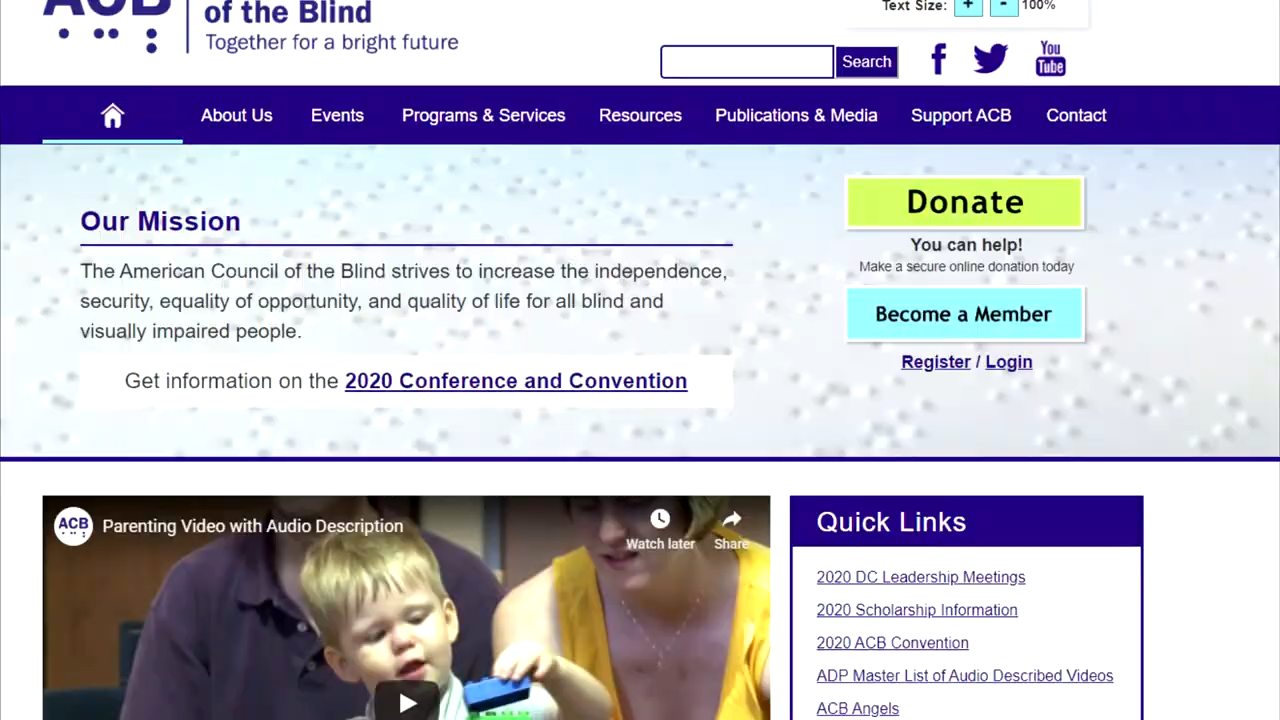 ACB
of the Blind
Together for a bright future
Text Size: + - 100%
Search
You
Tube
About Us Events Programs & Services Resources Publications & Media Support ACB Contact
Our Mission
The American Council of the Blind strives to increase the independence,
security, equality of opportunity, and quality of life for all blind and
visually impaired people.
Get information on the 2020 Conference and Convention
Donate
You can help!
Make a secure online donation today
Become a Member
Register / Login
ACB
Parenting Video with Audio Description
Watch later Share
Quick Links
2020 DC Leadership Meetings
2020 Scholarship Information
2020 ACB Convention
ADP Master List of Audio Described Videos
ACB Angels